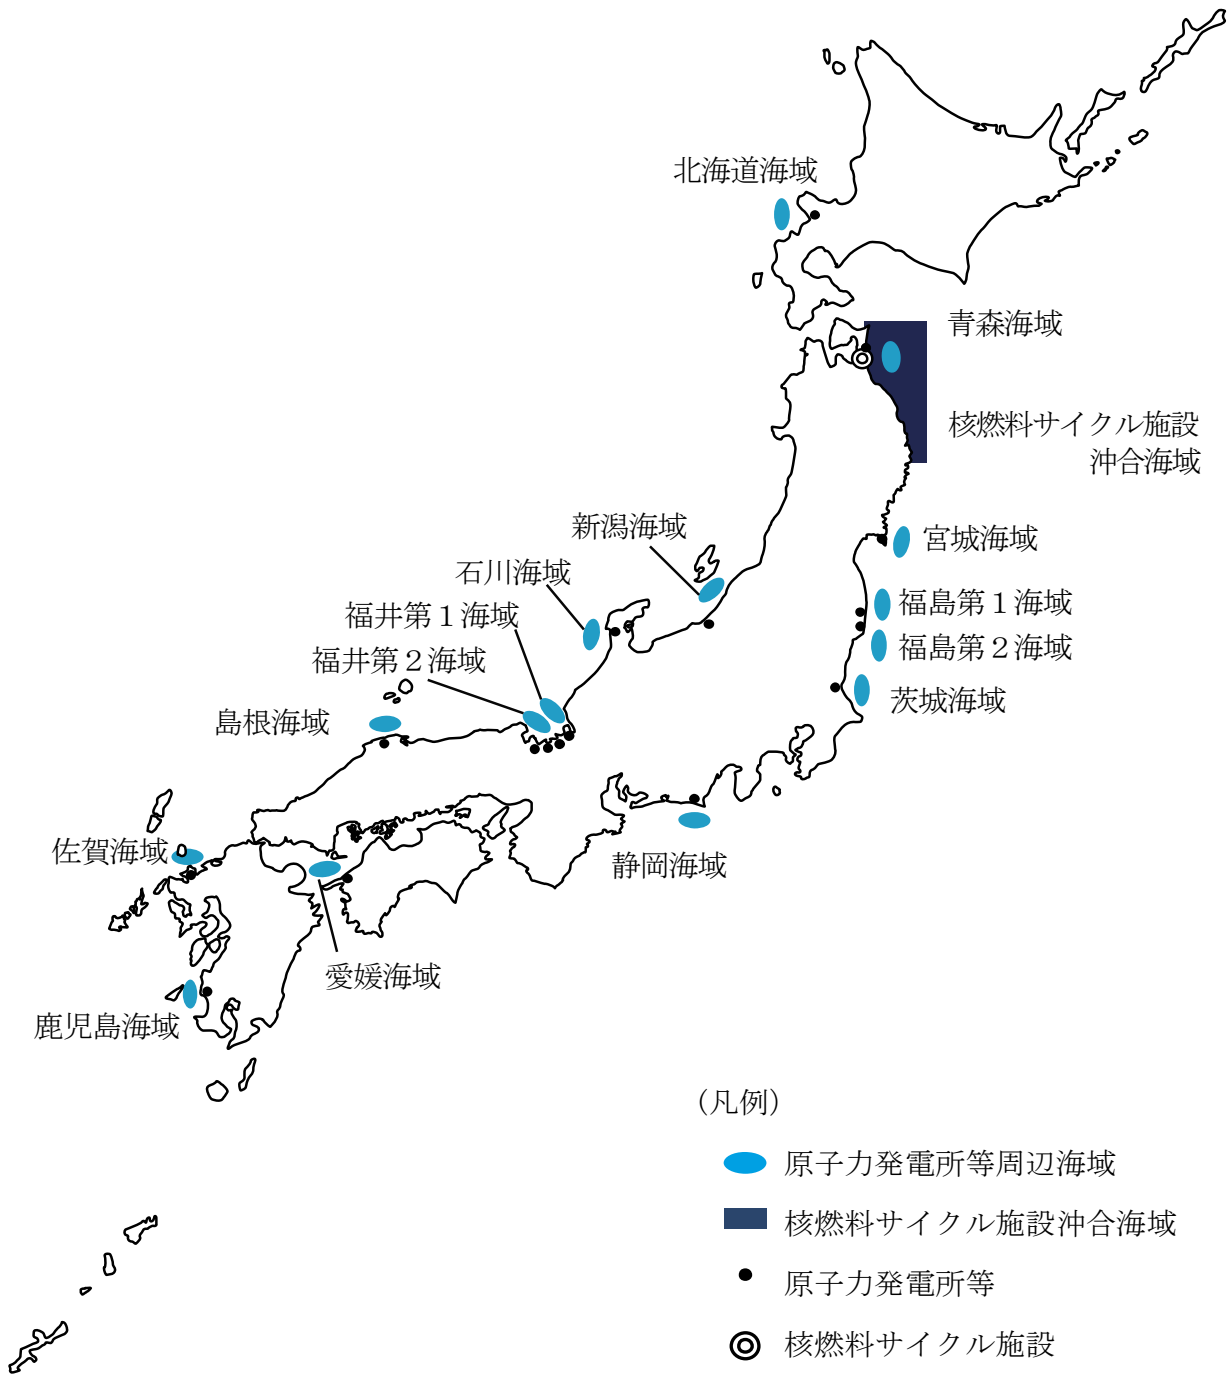 北海道海域
青森海域
核燃料サイクル施設
沖合海域
新潟海域
宮城海域
石川海域
福井第１海域
福島第１海域
福井第２海域
福島第２海域
茨城海域
島根海域
佐賀海域
静岡海域
愛媛海域
鹿児島海域
（凡例）
原子力発電所等周辺海域
核燃料サイクル施設沖合海域
原子力発電所等
核燃料サイクル施設